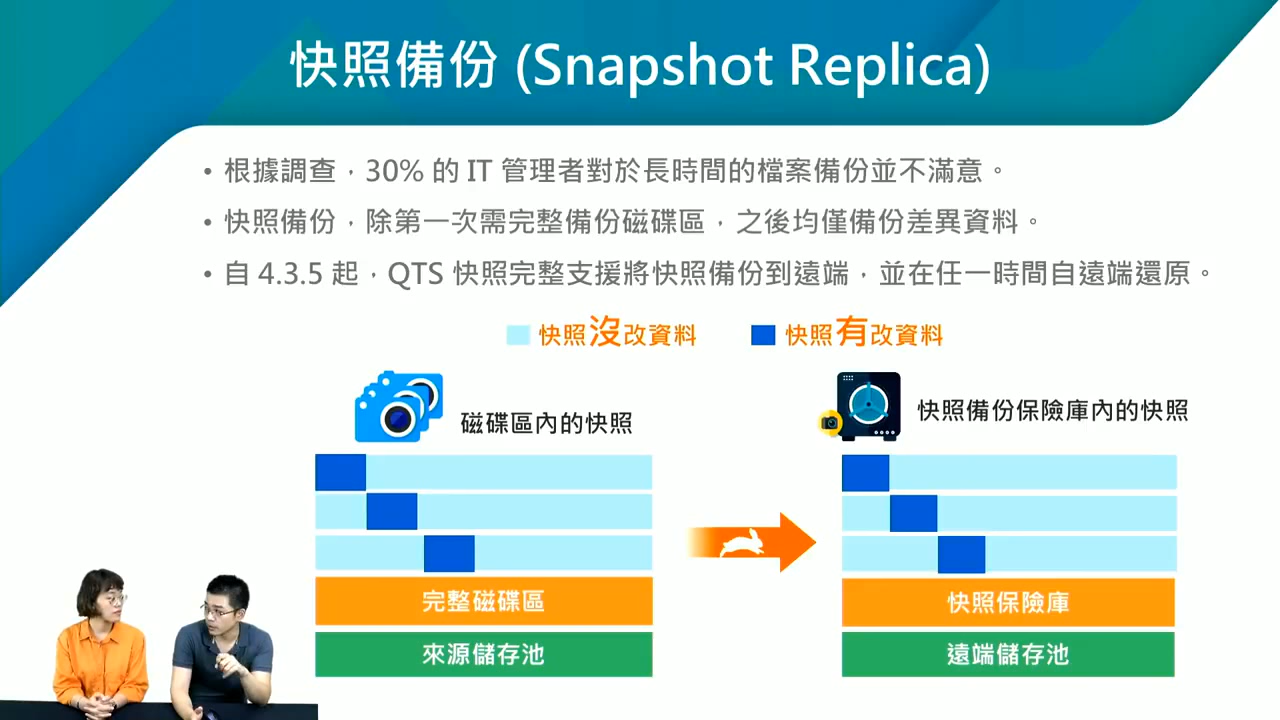 快照備份 (Snapshot Replica)
• 根據調查，30% 的 IT 管理者對於長時間的檔案備份並不滿意。
• 快照備份，除第一次需完整備份磁碟區，之後均僅備份差異資料。
• 自 4.3.5 起，QTS 快照完整支援將快照備份到遠端，並在任一時間自遠端還原。
快照沒改資料
快照有改資料
磁碟區內的快照
快照備份保險庫內的快照
完整磁碟區
快照保險庫
來源儲存池
遠端儲存池